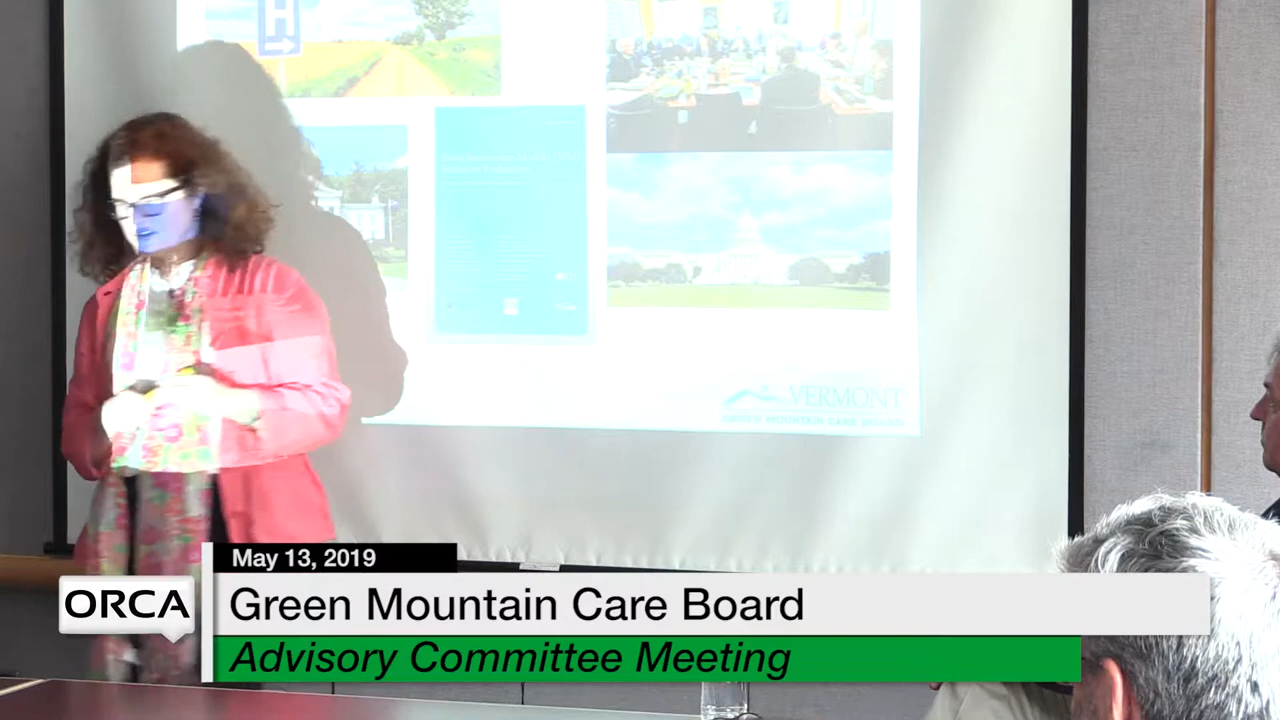 H
VERMONT
GREEN MOUNTAIN CARE BOARD
May 13, 2019
ORCA
Green Mountain Care Board
Advisory Committee Meeting